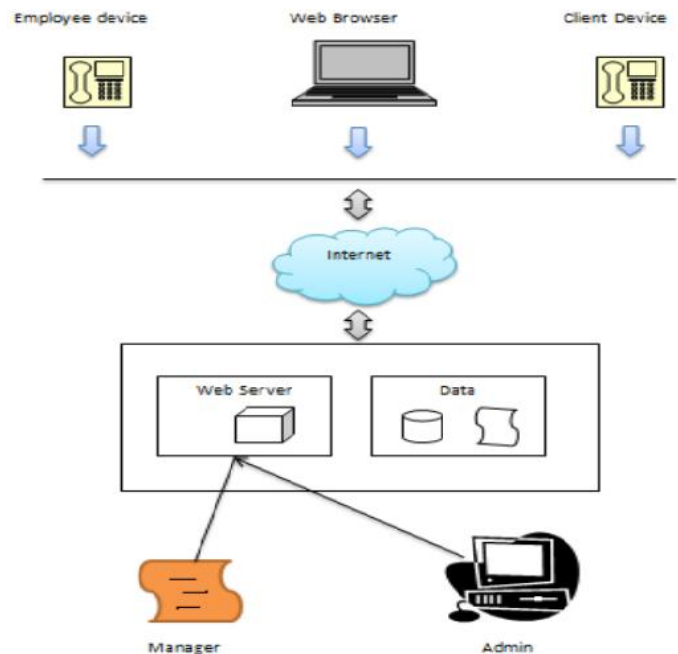 Employee device
Web Browser
Client Device
Internet
Web Server
Data
Manager
Admin